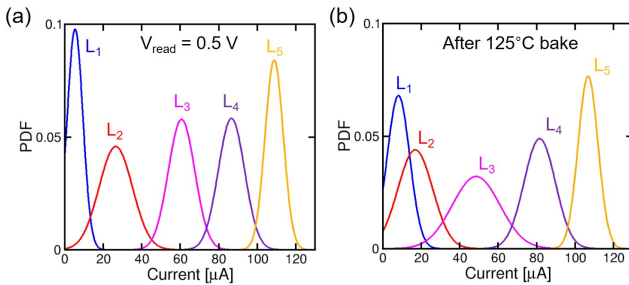 (a)
V_read = 0.5 V
0.1
0.05
0
PDF
L₁
L₂
L₃
L₄
L₅
0 20 40 60 80 100 120
Current [μA]
(b)
After 125°C bake
0.1
0.05
0
PDF
L₁
L₂
L₃
L₄
L₅
0 20 40 60 80 100 120
Current [μA]